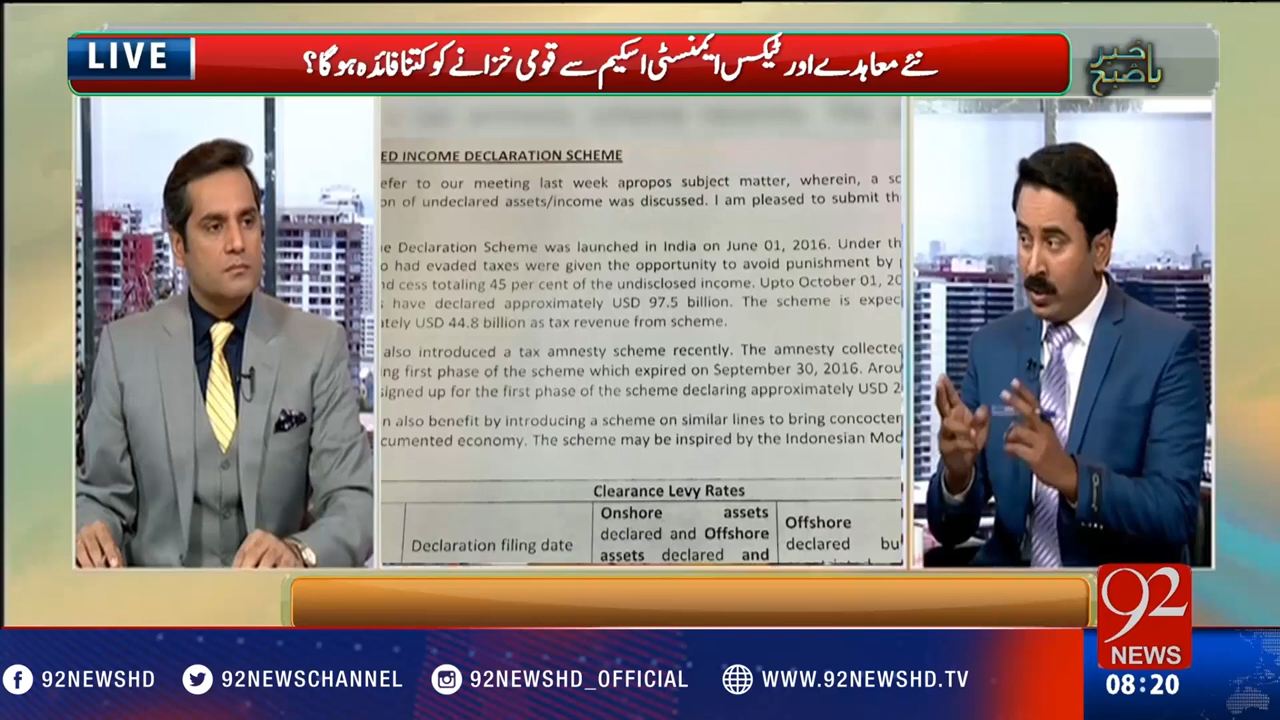 LIVE
نئے معاہدے اور ٹیکس ایمنسٹی اسکیم سے قومی خزانے کو کتنا فائدہ ہوگا؟
باخبر صبح
ED INCOME DECLARATION SCHEME
efer to our meeting last week apropos subject matter, wherein, a sc
on of undeclared assets/income was discussed. I am pleased to submit th
e Declaration Scheme was launched in India on June 01, 2016. Under th
o had evaded taxes were given the opportunity to avoid punishment by
nd cess totaling 45 per cent of the undisclosed income. Upto October 01, 20
s have declared approximately USD 97.5 billion. The scheme is expec
tely USD 44.8 billion as tax revenue from scheme.
also introduced a tax amnesty scheme recently. The amnesty collected
ng first phase of the scheme which expired on September 30, 2016. Arou
signed up for the first phase of the scheme declaring approximately USD 2
n also benefit by introducing a scheme on similar lines to bring concocten
cumented economy. The scheme may be inspired by the Indonesian Mod
Clearance Levy Rates
Declaration filing date
Onshore assets
declared and Offshore
assets declared and
Offshore
declared bu
92
NEWS
08:20
92NEWSHD
92NEWSCHANNEL
92NEWSHD_OFFICIAL
WWW.92NEWSHD.TV